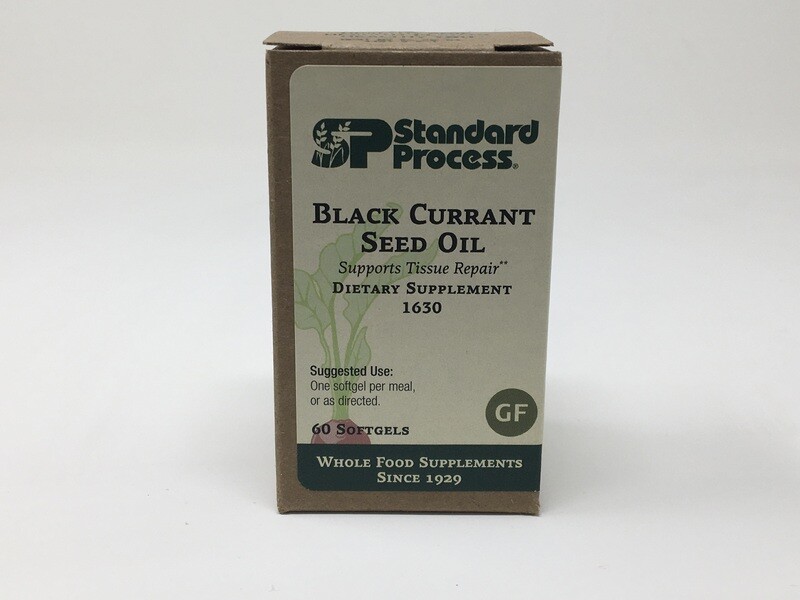 SP Standard
Process®
Black Currant
Seed Oil
Supports Tissue Repair**
Dietary Supplement
1630
Suggested Use:
One softgel per meal,
or as directed.
GF
60 Softgels
Whole Food Supplements
Since 1929